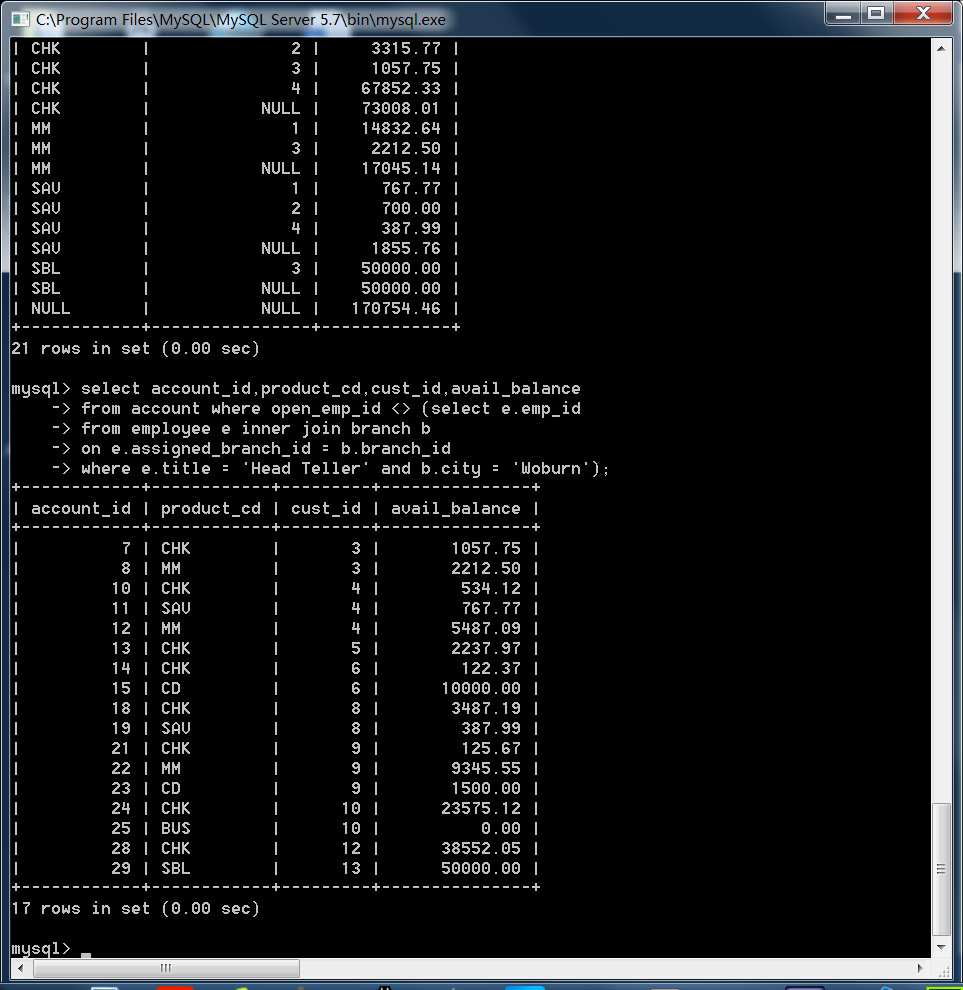 C:\Program Files\MySQL\MySQL Server 5.7\bin\mysql.exe
| CHK        |              2 |     3315.77 |
| CHK        |              3 |     1057.75 |
| CHK        |              4 |    67852.33 |
| CHK        |           NULL |    73008.01 |
| MM         |              1 |    14832.64 |
| MM         |              3 |     2212.50 |
| MM         |           NULL |    17045.14 |
| SAV        |              1 |      767.77 |
| SAV        |              2 |      700.00 |
| SAV        |              4 |      387.99 |
| SAV        |           NULL |     1855.76 |
| SBL        |              3 |    50000.00 |
| SBL        |           NULL |    50000.00 |
| NULL       |           NULL |   170754.46 |
+------------+----------------+-------------+
21 rows in set (0.00 sec)
mysql> select account_id,product_cd,cust_id,avail_balance
    -> from account where open_emp_id <> (select e.emp_id
    -> from employee e inner join branch b
    -> on e.assigned_branch_id = b.branch_id
    -> where e.title = 'Head Teller' and b.city = 'Woburn');
+------------+------------+---------+---------------+
| account_id | product_cd | cust_id | avail_balance |
+------------+------------+---------+---------------+
|          7 | CHK        |       3 |       1057.75 |
|          8 | MM         |       3 |       2212.50 |
|         10 | CHK        |       4 |        534.12 |
|         11 | SAV        |       4 |        767.77 |
|         12 | MM         |       4 |       5487.09 |
|         13 | CHK        |       5 |       2237.97 |
|         14 | CHK        |       6 |        122.37 |
|         15 | CD         |       6 |      10000.00 |
|         18 | CHK        |       8 |       3487.19 |
|         19 | SAV        |       8 |        387.99 |
|         21 | CHK        |       9 |        125.67 |
|         22 | MM         |       9 |       9345.55 |
|         23 | CD         |       9 |       1500.00 |
|         24 | CHK        |      10 |      23575.12 |
|         25 | BUS        |      10 |          0.00 |
|         28 | CHK        |      12 |      38552.05 |
|         29 | SBL        |      13 |      50000.00 |
+------------+------------+---------+---------------+
17 rows in set (0.00 sec)
mysql> _